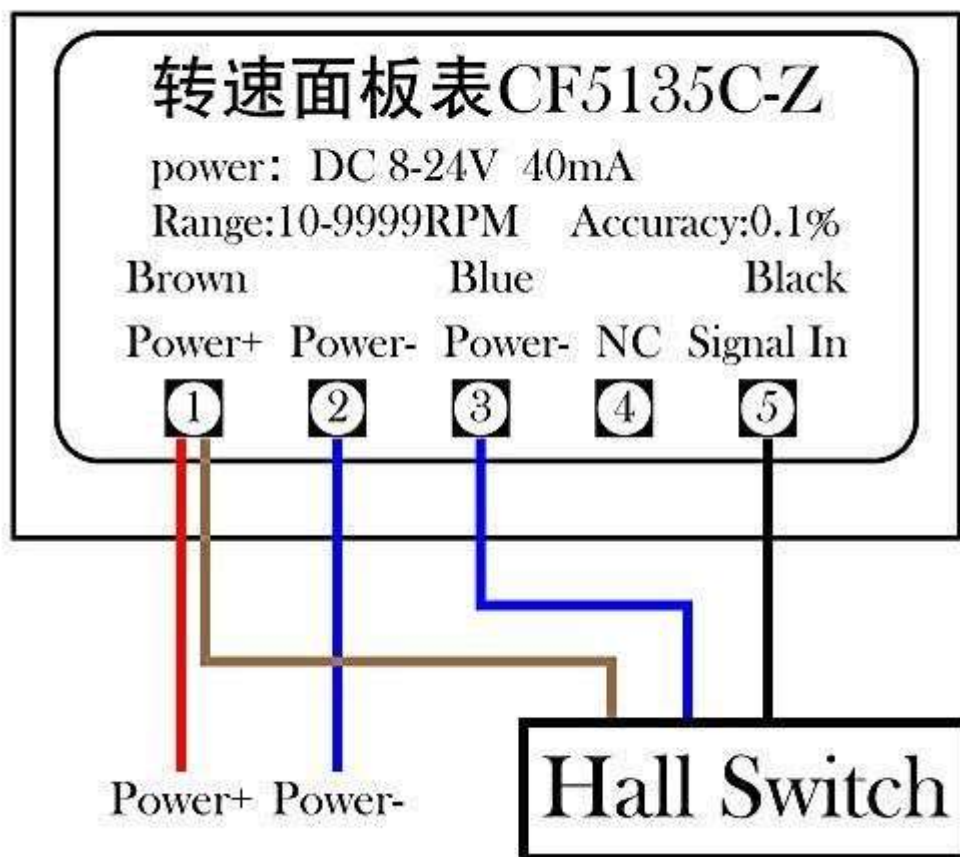 转速面板表CF5135C-Z
power: DC 8-24V 40mA
Range:10-9999RPM Accuracy:0.1%
Brown Blue Black
Power+ Power- Power- NC Signal In
1 2 3 4 5
Power+ Power-
Hall Switch